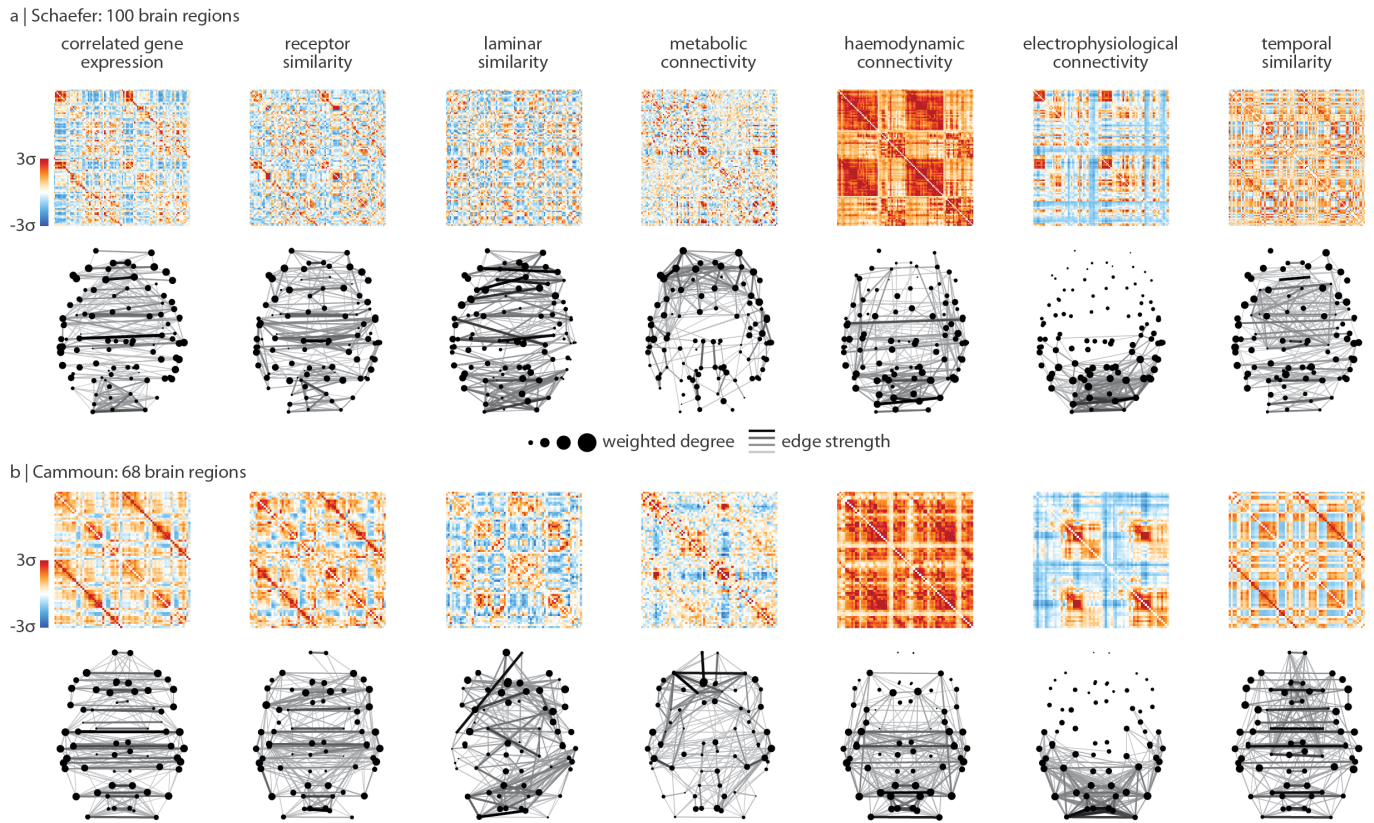 a | Schaefer: 100 brain regions
correlated gene
expression
receptor
similarity
laminar
similarity
metabolic
connectivity
haemodynamic
connectivity
electrophysiological
connectivity
temporal
similarity
3σ
-3σ
weighted degree
edge strength
b | Cammoun: 68 brain regions
3σ
-3σ